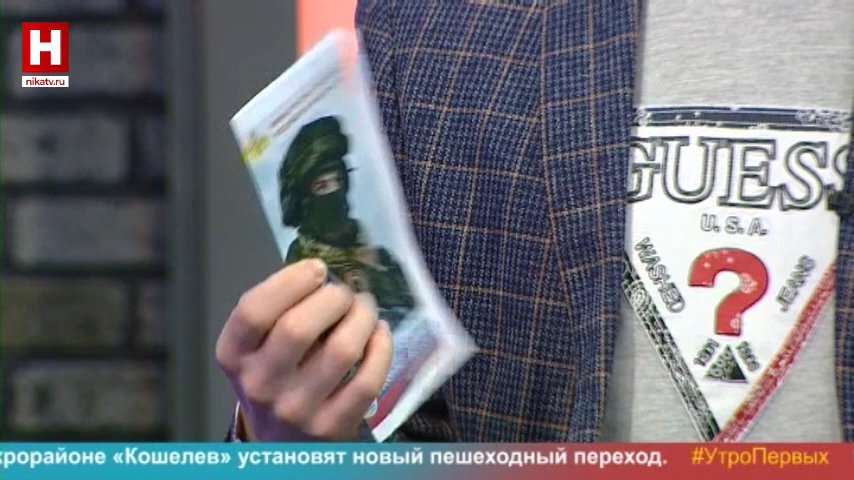 Н
nikatv.ru
GUESS
U.S.A.
WASHED
?
JEANS
крорайоне «Кошелев» установят новый пешеходный переход. #УтроПервых